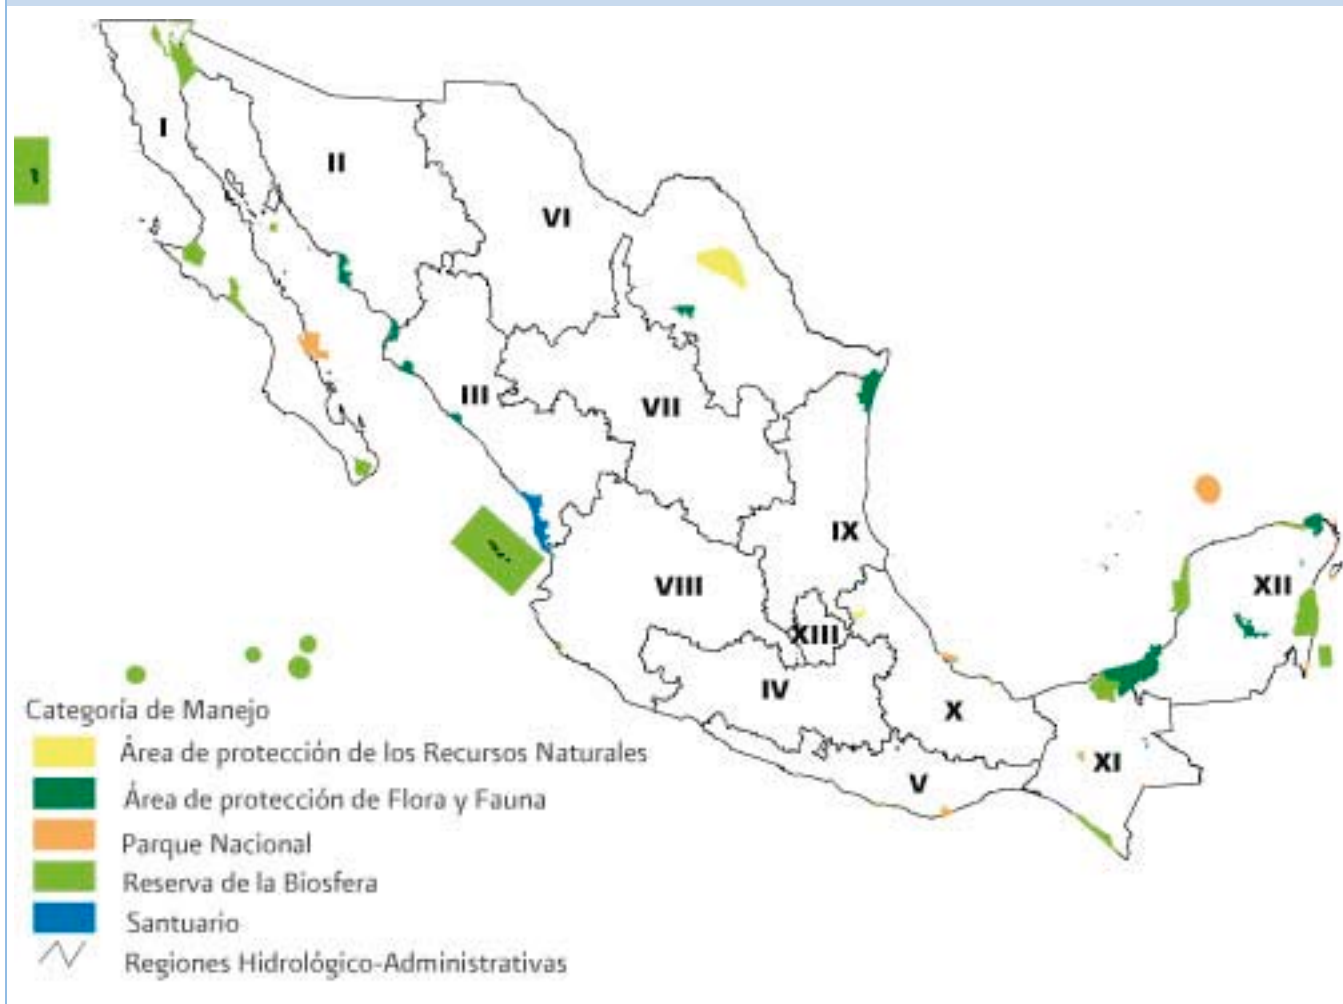 I
II
VI
III
VII
IX
VIII
XII
XIII
IV
X
XI
V
Categoría de Manejo
Área de protección de los Recursos Naturales
Área de protección de Flora y Fauna
Parque Nacional
Reserva de la Biosfera
Santuario
Regiones Hidrológico-Administrativas